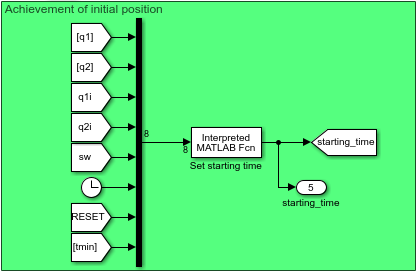 Achievement of initial position
[q1]
[q2]
q1i
q2i
sw
RESET
[tmin]
8
8
Interpreted
MATLAB Fcn
Set starting time
starting_time
5
starting_time